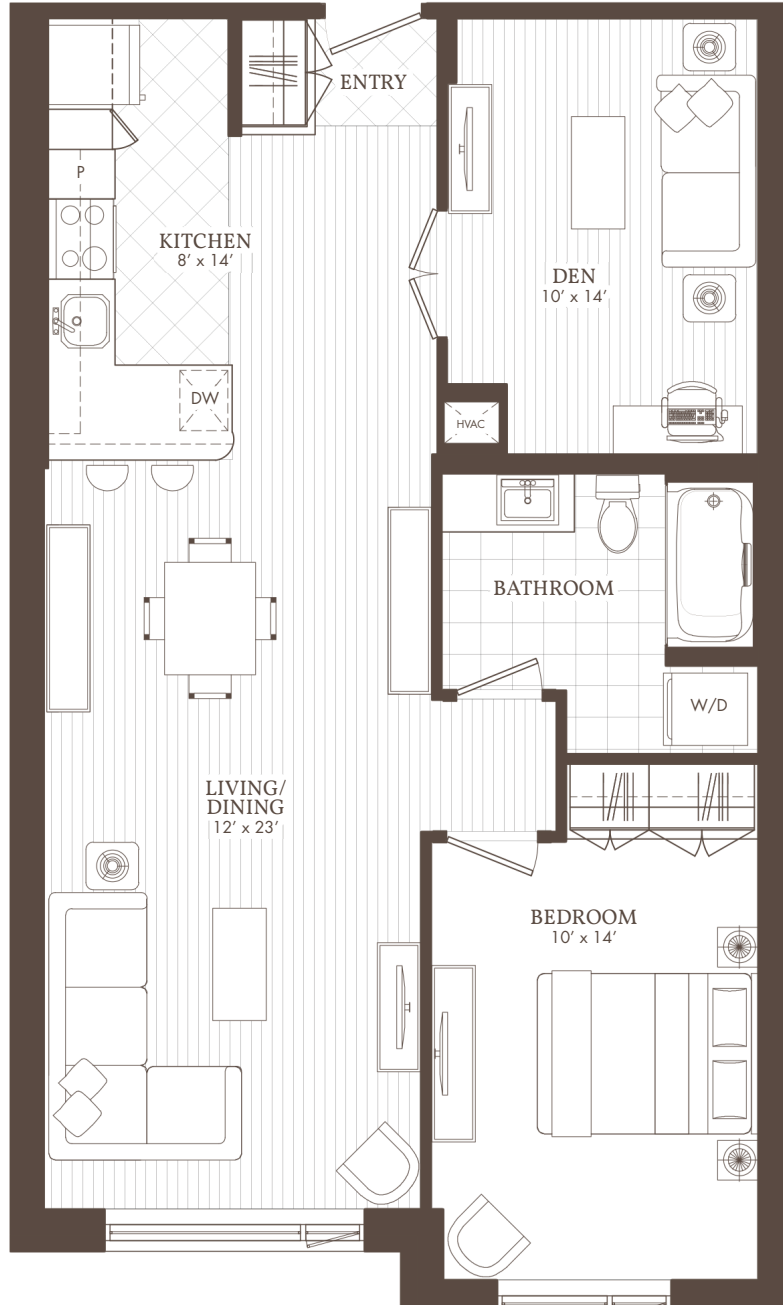 ENTRY
P
KITCHEN
8’ x 14’
DEN
10’ x 14’
DW
HVAC
BATHROOM
W/D
LIVING/
DINING
12’ x 23’
BEDROOM
10’ x 14’